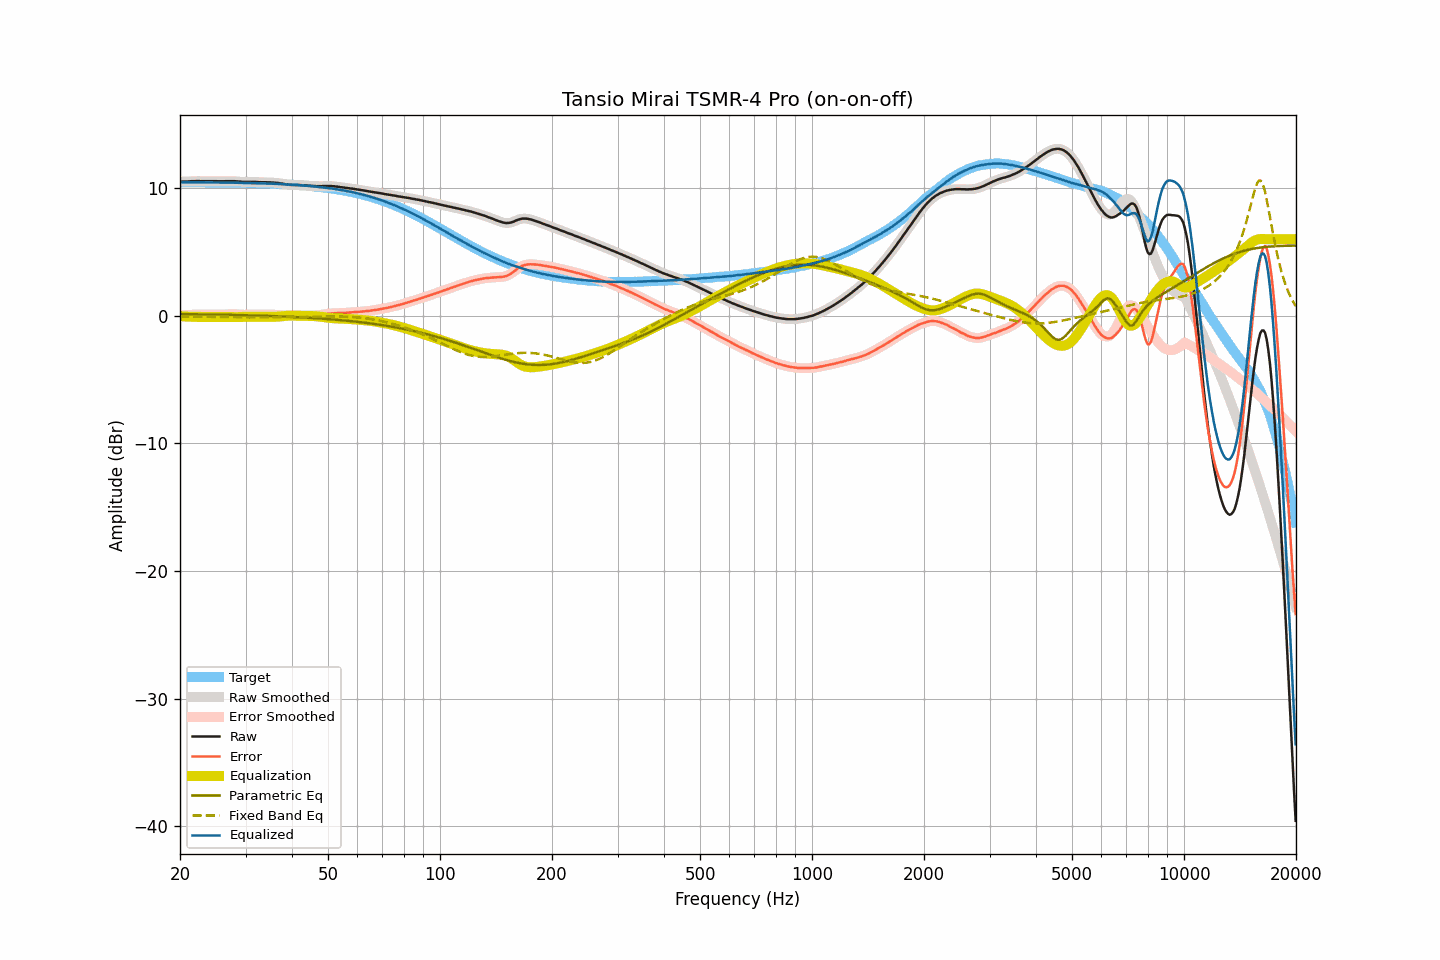 Tansio Mirai TSMR-4 Pro (on-on-off)
10
0
−10
−20
−30
−40
Amplitude (dBr)
Target
Raw Smoothed
Error Smoothed
Raw
Error
Equalization
Parametric Eq
Fixed Band Eq
Equalized
20 50 100 200 500 1000 2000 5000 10000 20000
Frequency (Hz)